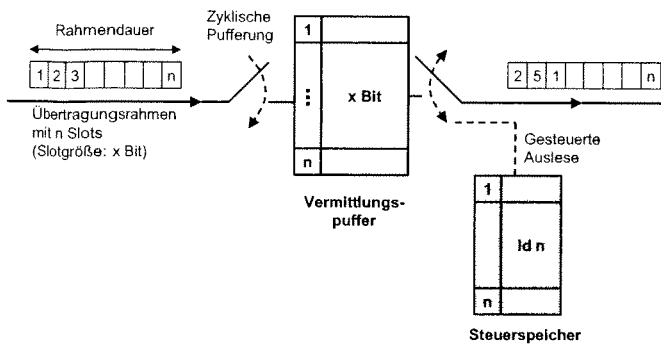 Rahmendauer
Zyklische
Pufferung
1 2 3 n
Übertragungsrahmen
mit n Slots
(Slotgröße: x Bit)
1
⋮
n
x Bit
Vermittlungs-
puffer
2 5 1 n
Gesteuerte
Auslese
1
n
ld n
Steuerspeicher